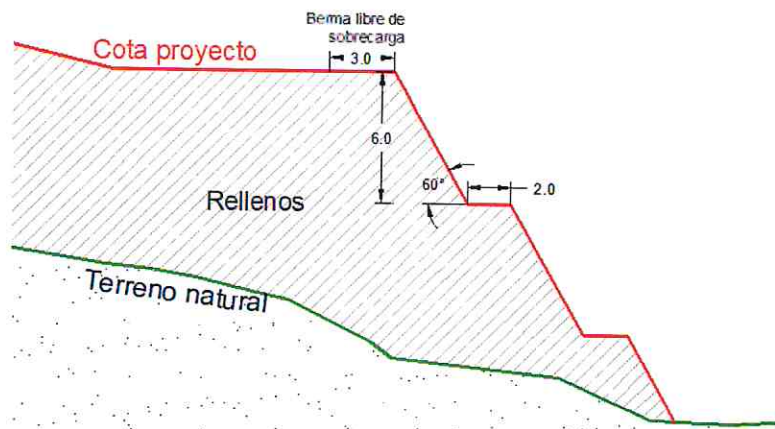 Berma libre de
sobrecarga
Cota proyecto
3.0
6.0
60°
2.0
Rellenos
Terreno natural